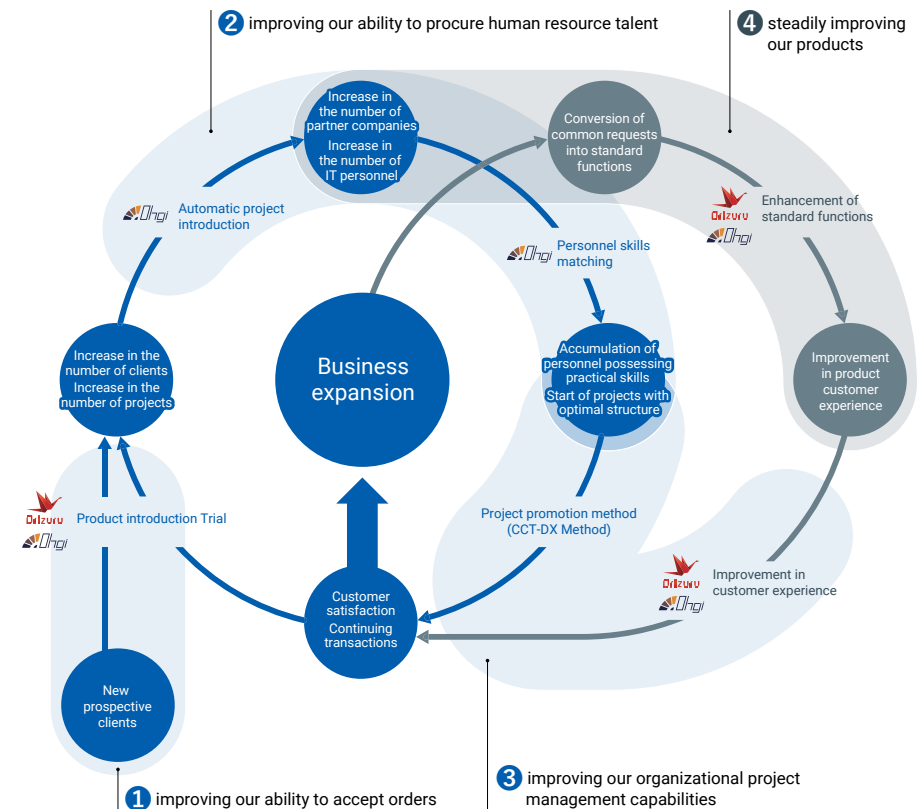 2 improving our ability to procure human resource talent
4 steadily improving
our products
Increase in
the number of
partner companies
Increase in
the number of
IT personnel
Conversion of
common requests
into standard
functions
Ohgi
Automatic project
introduction
Orizuru
Ohgi
Enhancement of
standard functions
Ohgi
Personnel skills
matching
Increase in the
number of clients
Increase in the
number of projects
Business
expansion
Accumulation of
personnel possessing
practical skills
Start of projects with
optimal structure
Improvement
in product
customer
experience
Orizuru
Ohgi
Product introduction Trial
Project promotion method
(CCT-DX Method)
Orizuru
Ohgi
Improvement in
customer experience
Customer
satisfaction
Continuing
transactions
New
prospective
clients
3 improving our organizational project
management capabilities
1 improving our ability to accept orders